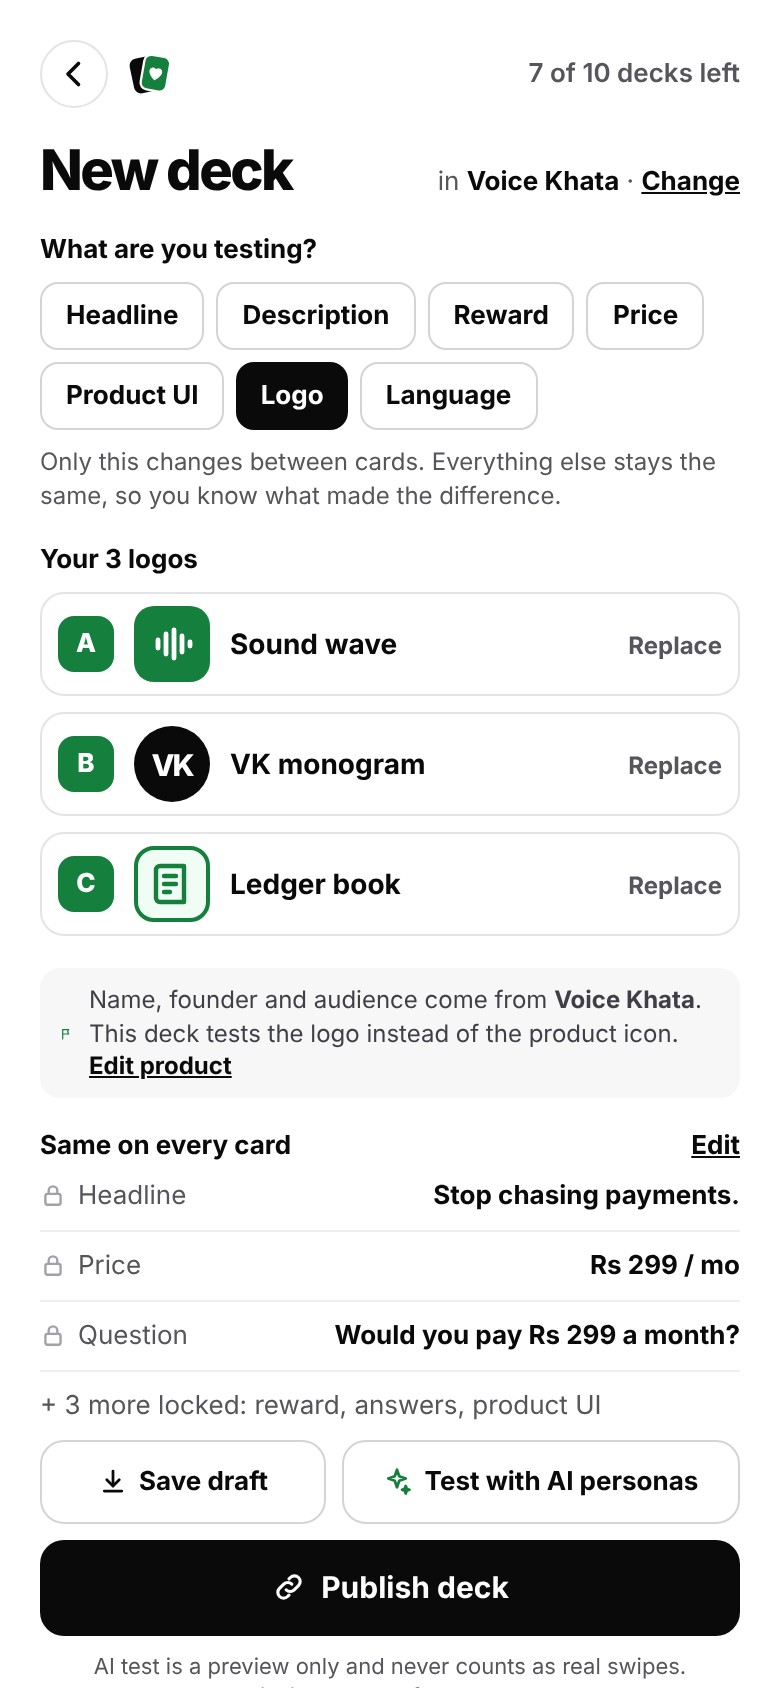 7 of 10 decks left
New deck
in Voice Khata · Change
What are you testing?
Headline
Description
Reward
Price
Product UI
Logo
Language
Only this changes between cards. Everything else stays the
same, so you know what made the difference.
Your 3 logos
A
Sound wave
Replace
B
VK
VK monogram
Replace
C
Ledger book
Replace
Name, founder and audience come from Voice Khata.
This deck tests the logo instead of the product icon.
Edit product
Same on every card
Edit
Headline
Stop chasing payments.
Price
Rs 299 / mo
Question
Would you pay Rs 299 a month?
+ 3 more locked: reward, answers, product UI
Save draft
Test with AI personas
Publish deck
AI test is a preview only and never counts as real swipes.